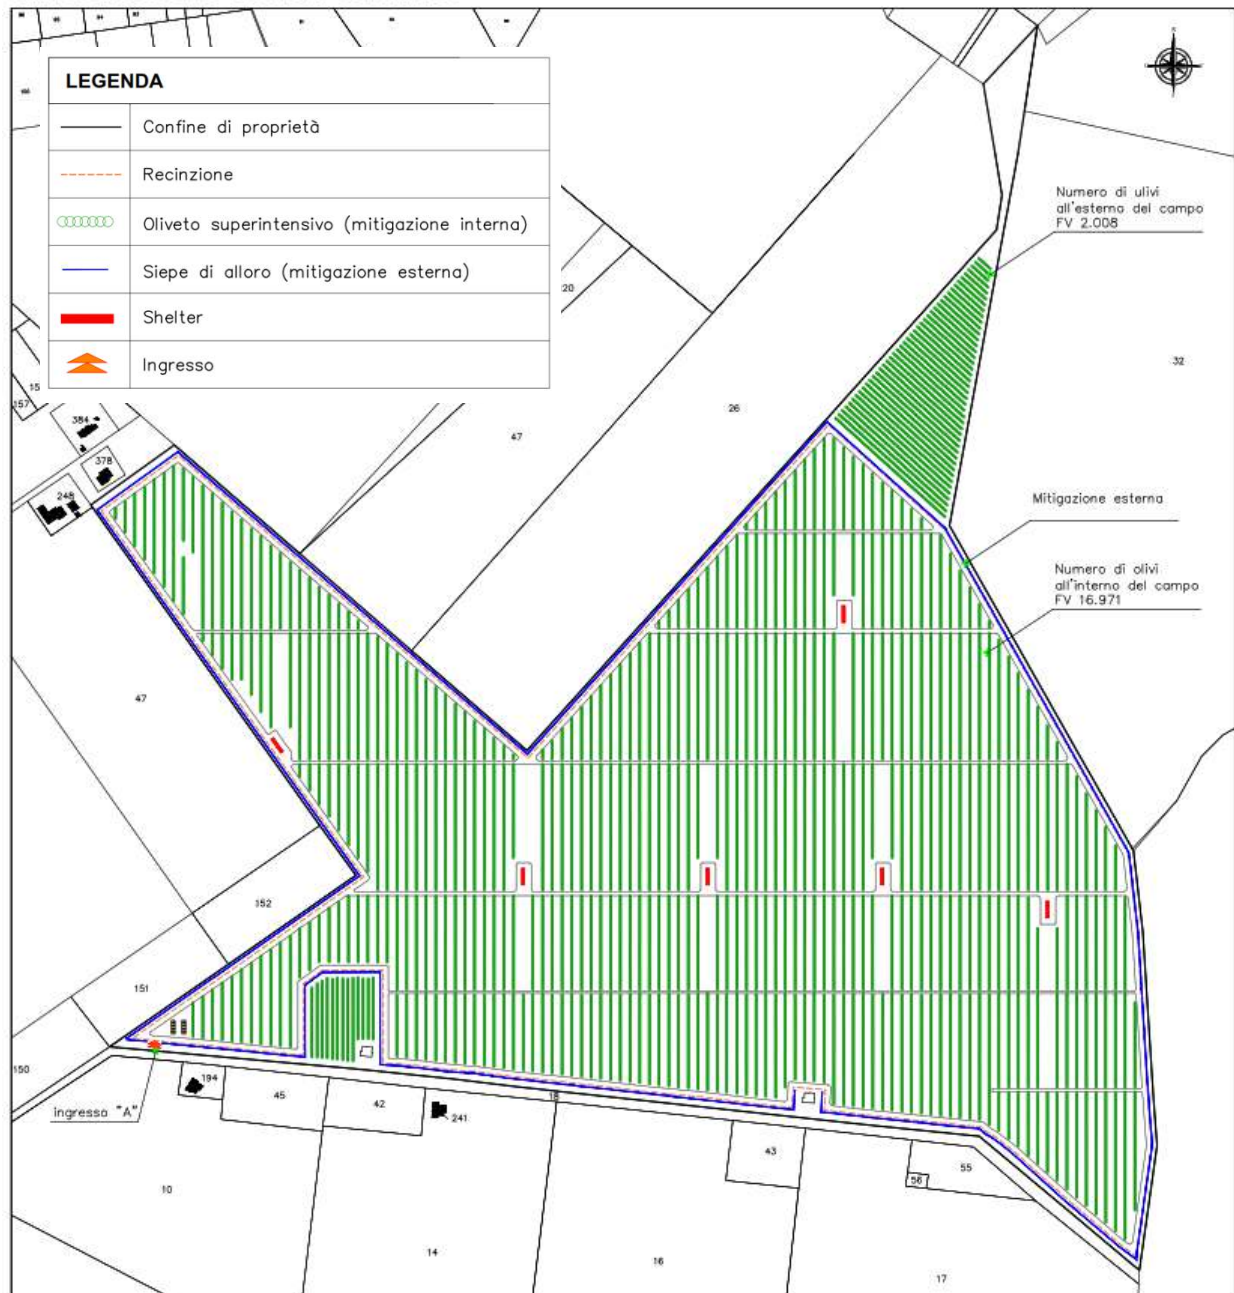 LEGENDA
Confine di proprietà
Recinzione
Oliveto superintensivo (mitigazione interna)
Siepe di alloro (mitigazione esterna)
Shelter
Ingresso
Numero di ulivi
all'esterno del campo
FV 2.008
20
32
15
157
26
384
47
378
248
Mitigazione esterna
Numero di olivi
all'interno del campo
FV 16.971
47
152
151
150
194
45
42
18
ingresso "A"
241
43
55
56
10
14
16
17